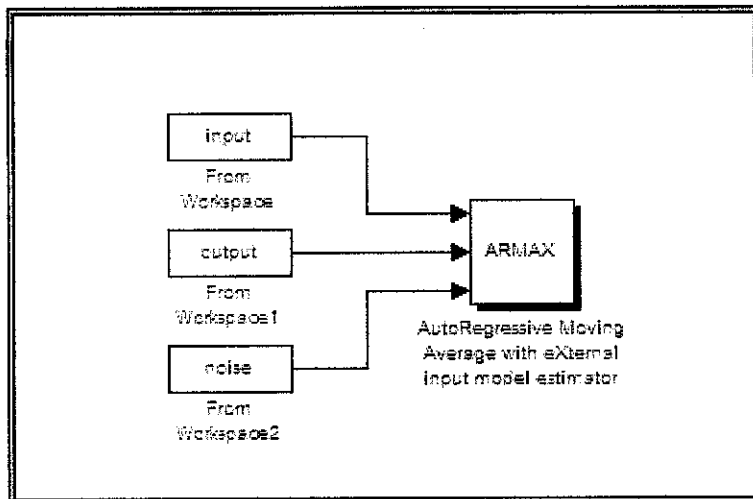 input
From
Workspace
output
From
Workspace1
noise
From
Workspace2
ARMAX
AutoRegressive Moving
Average with eXternal
input model estimator